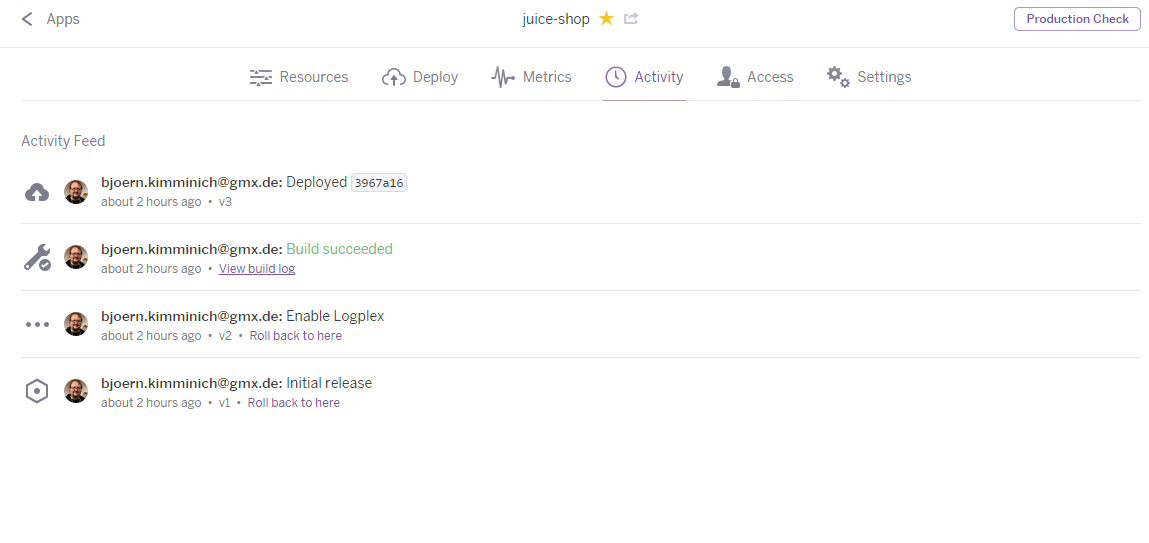 Apps
juice-shop
Production Check
Resources
Deploy
Metrics
Activity
Access
Settings
Activity Feed
bjoern.kimminich@gmx.de: Deployed 3967a16
about 2 hours ago • v3
bjoern.kimminich@gmx.de: Build succeeded
about 2 hours ago • View build log
bjoern.kimminich@gmx.de: Enable Logplex
about 2 hours ago • v2 • Roll back to here
bjoern.kimminich@gmx.de: Initial release
about 2 hours ago • v1 • Roll back to here